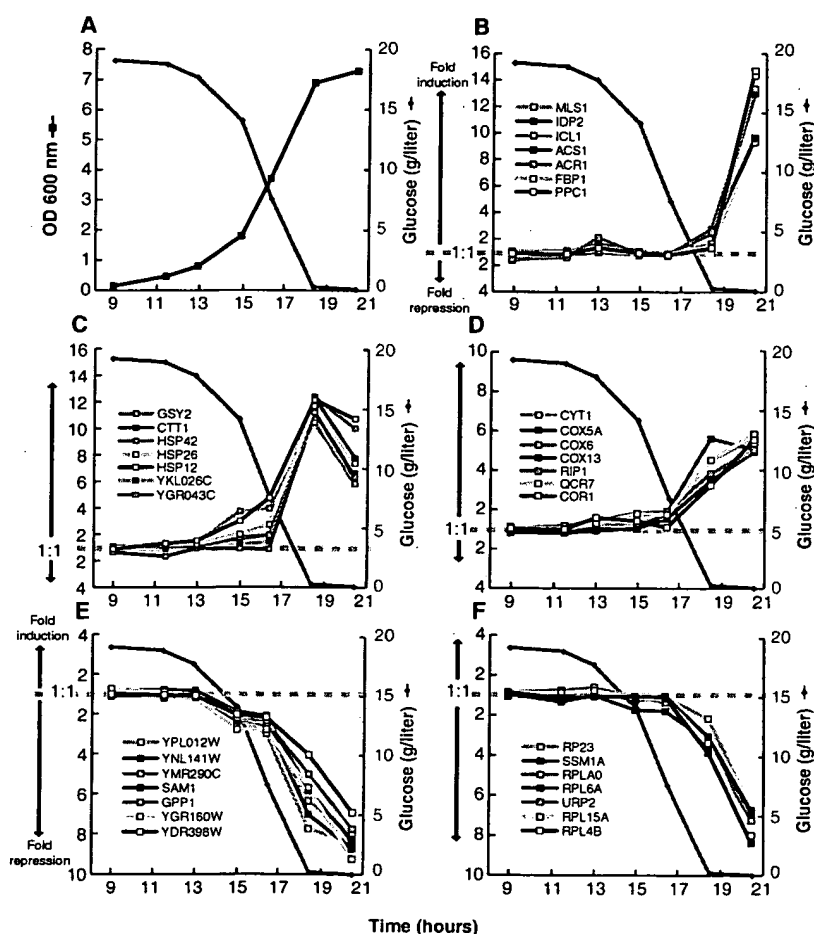 A
OD 600 nm
8
7
6
5
4
3
2
1
0
20
15
10
5
0
Glucose (g/liter)
9 11 13 15 17 19 21
B
Fold induction
1:1
Fold repression
16
14
12
10
8
6
4
2
2
4
MLS1
IDP2
ICL1
ACS1
ACR1
FBP1
PPC1
20
15
10
5
0
Glucose (g/liter)
9 11 13 15 17 19 21
C
1:1
16
14
12
10
8
6
4
2
2
4
GSY2
CTT1
HSP42
HSP26
HSP12
YKL026C
YGR043C
20
15
10
5
0
Glucose (g/liter)
9 11 13 15 17 19 21
D
1:1
10
8
6
4
2
2
4
CYT1
COX5A
COX6
COX13
RIP1
QCR7
COR1
20
15
10
5
0
Glucose (g/liter)
9 11 13 15 17 19 21
E
Fold induction
1:1
Fold repression
4
2
2
4
6
8
10
YPL012W
YNL141W
YMR290C
SAM1
GPP1
YGR160W
YDR398W
20
15
10
5
0
Glucose (g/liter)
9 11 13 15 17 19 21
F
1:1
4
2
2
4
6
8
10
RP23
SSM1A
RPLA0
RPL6A
URP2
RPL15A
RPL4B
20
15
10
5
0
Glucose (g/liter)
9 11 13 15 17 19 21
Time (hours)